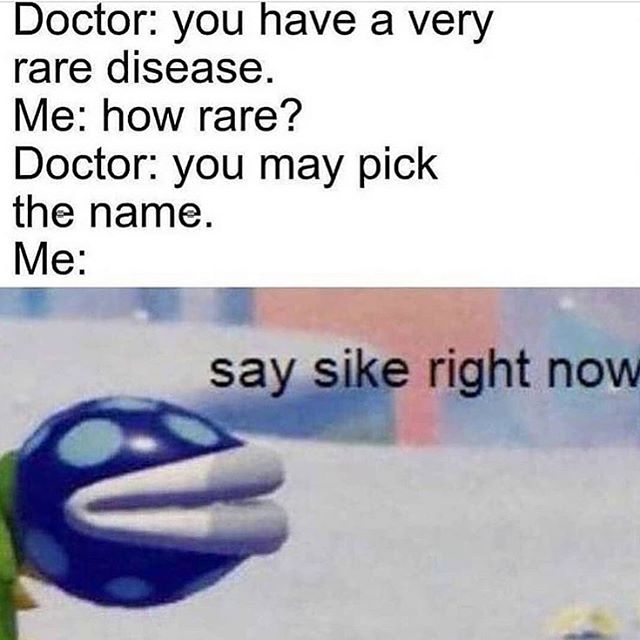 Doctor: you have a very
rare disease.
Me: how rare?
Doctor: you may pick
the name.
Me:
say sike right now